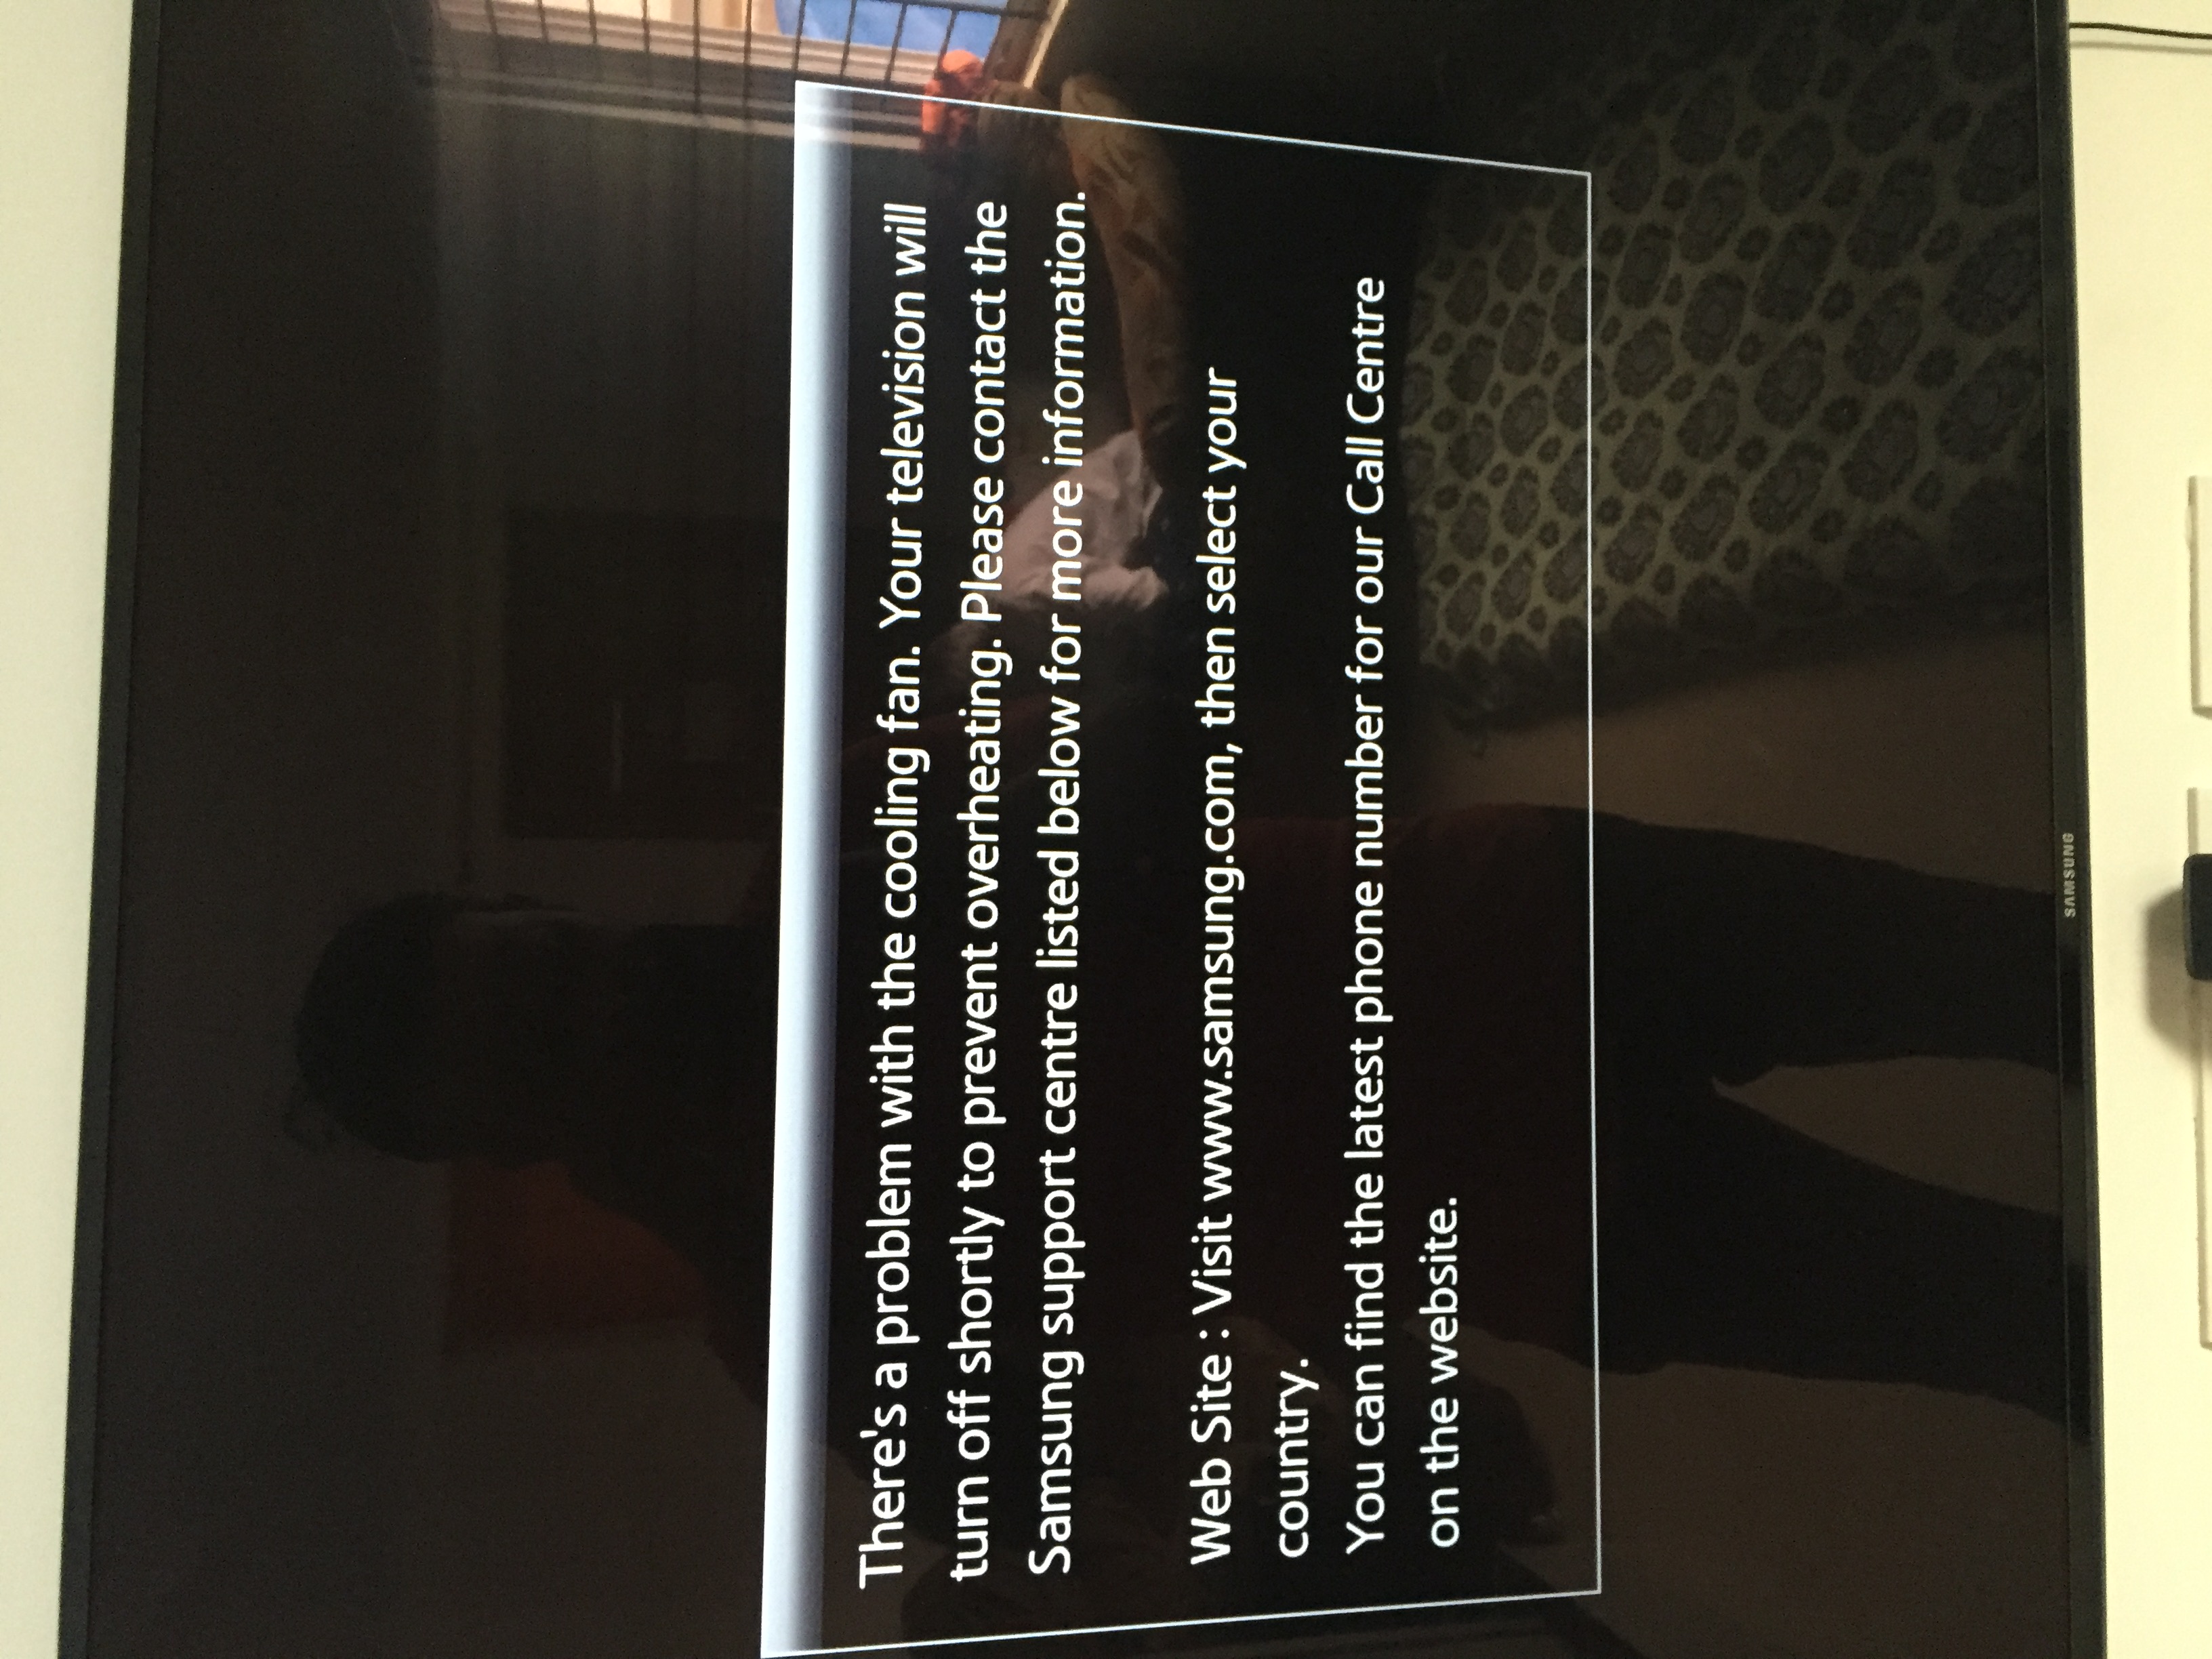 There's a problem with the cooling fan. Your television will
turn off shortly to prevent overheating. Please contact the
Samsung support centre listed below for more information.
Web Site : Visit www.samsung.com, then select your
country.
You can find the latest phone number for our Call Centre
on the website.
SAMSUNG